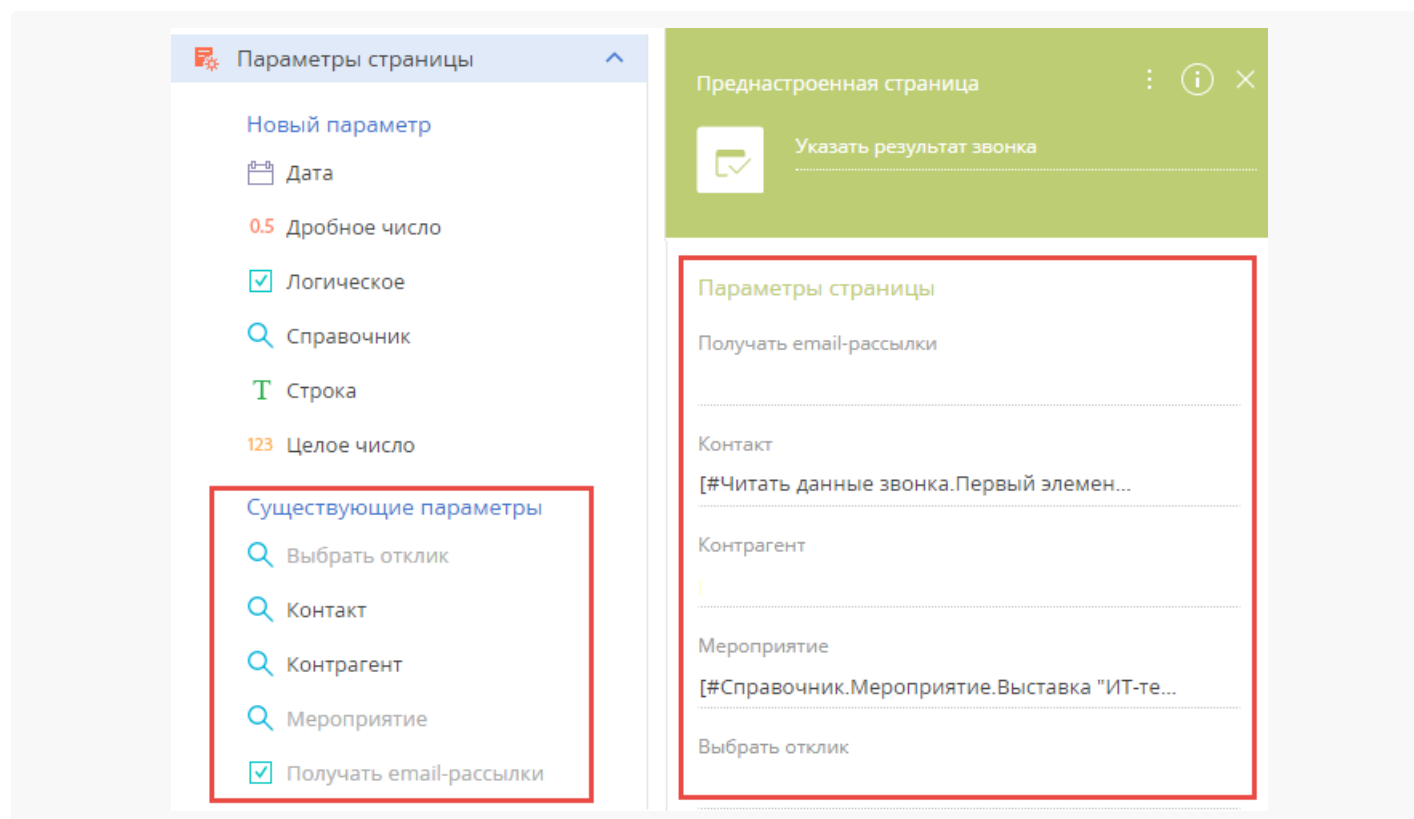 Параметры страницы
Новый параметр
Дата
0.5 Дробное число
Логическое
Справочник
T Строка
123 Целое число
Существующие параметры
Выбрать отклик
Контакт
Контрагент
Мероприятие
Получать email-рассылки
Преднастроенная страница
Указать результат звонка
Параметры страницы
Получать email-рассылки
Контакт
[#Читать данные звонка.Первый элемен...
Контрагент
Мероприятие
[#Справочник.Мероприятие.Выставка "ИТ-те...
Выбрать отклик